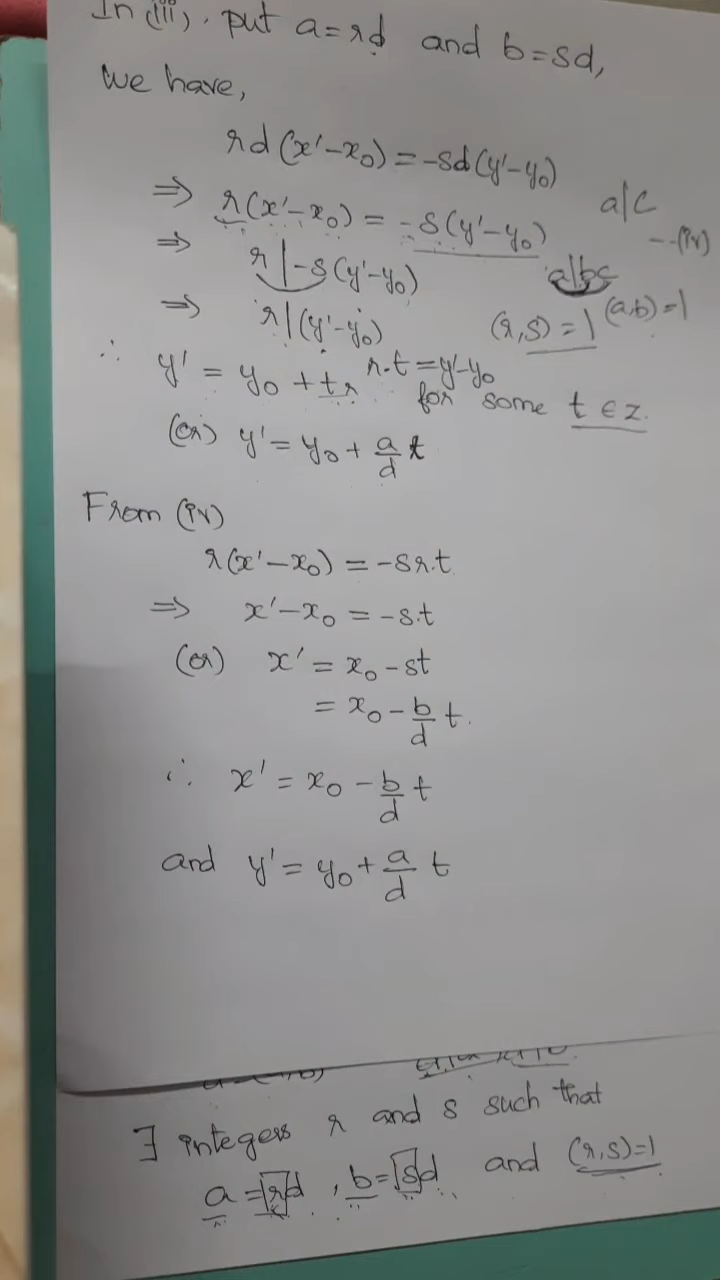 In (iii), put a=rd and b=sd,
we have,
rd(x'-x₀) = -sd(y'-y₀)
⇒ r(x'-x₀) = -s(y'-y₀) --(iv)
a|c
⇒ r|-s(y'-y₀)
a|bc
⇒ r|(y'-y₀)
(r,s)=1 (a,b)=1
∴ y' = y₀ + tr r.t = y'-y₀
for some t ∈ z.
(or) y' = y₀ + a/d t
From (iv)
r(x'-x₀) = -sr.t
⇒ x'-x₀ = -s.t
(or) x' = x₀ - st
= x₀ - b/d t.
∴ x' = x₀ - b/d t
and y' = y₀ + a/d t
∃ integers r and s such that
a = rd, b = sd and (r,s)=1